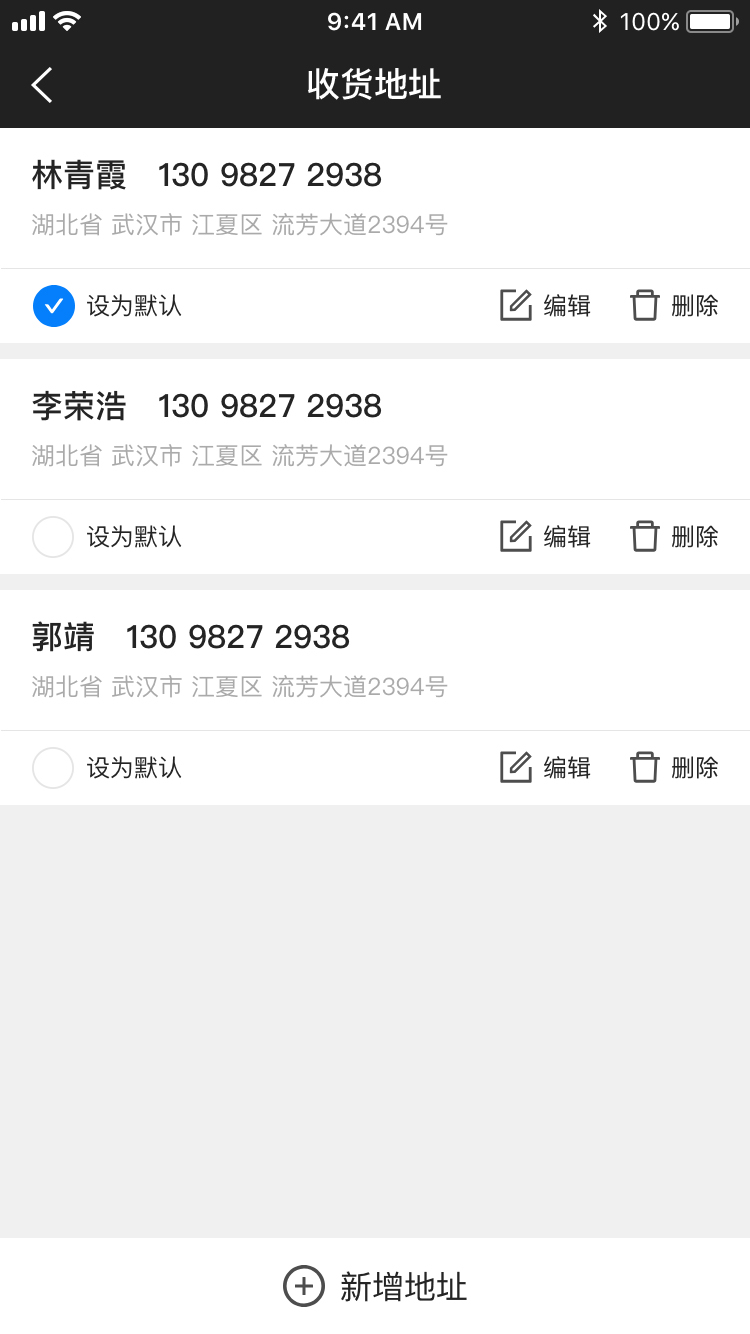 9:41 AM 100%
收货地址
林青霞 130 9827 2938
湖北省 武汉市 江夏区 流芳大道2394号
设为默认 编辑 删除
李荣浩 130 9827 2938
湖北省 武汉市 江夏区 流芳大道2394号
设为默认 编辑 删除
郭靖 130 9827 2938
湖北省 武汉市 江夏区 流芳大道2394号
设为默认 编辑 删除
新增地址